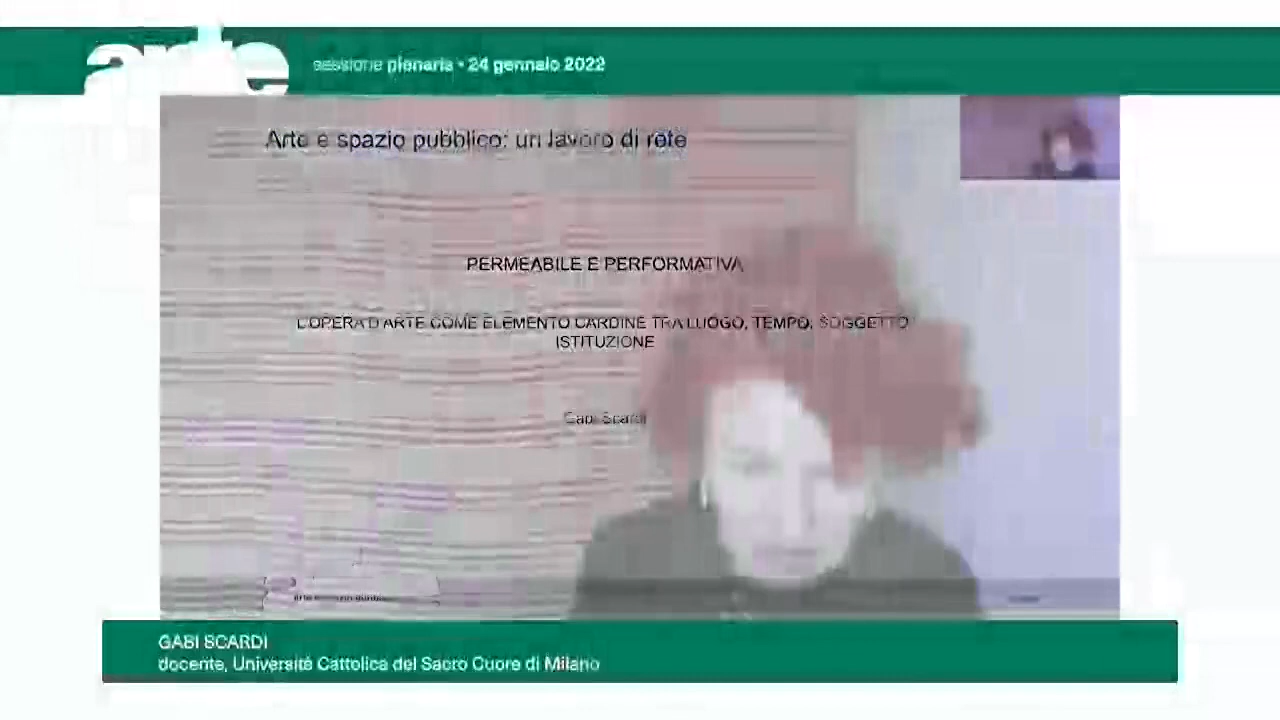 arte
sessione plenaria • 24 gennaio 2022
Arte e spazio pubblico: un lavoro di rete
PERMEABILE E PERFORMATIVA
L'OPERA D'ARTE COME ELEMENTO CARDINE TRA LUOGO, TEMPO, SOGGETTO
ISTITUZIONE
Gabi Scardi
GABI SCARDI
docente, Università Cattolica del Sacro Cuore di Milano